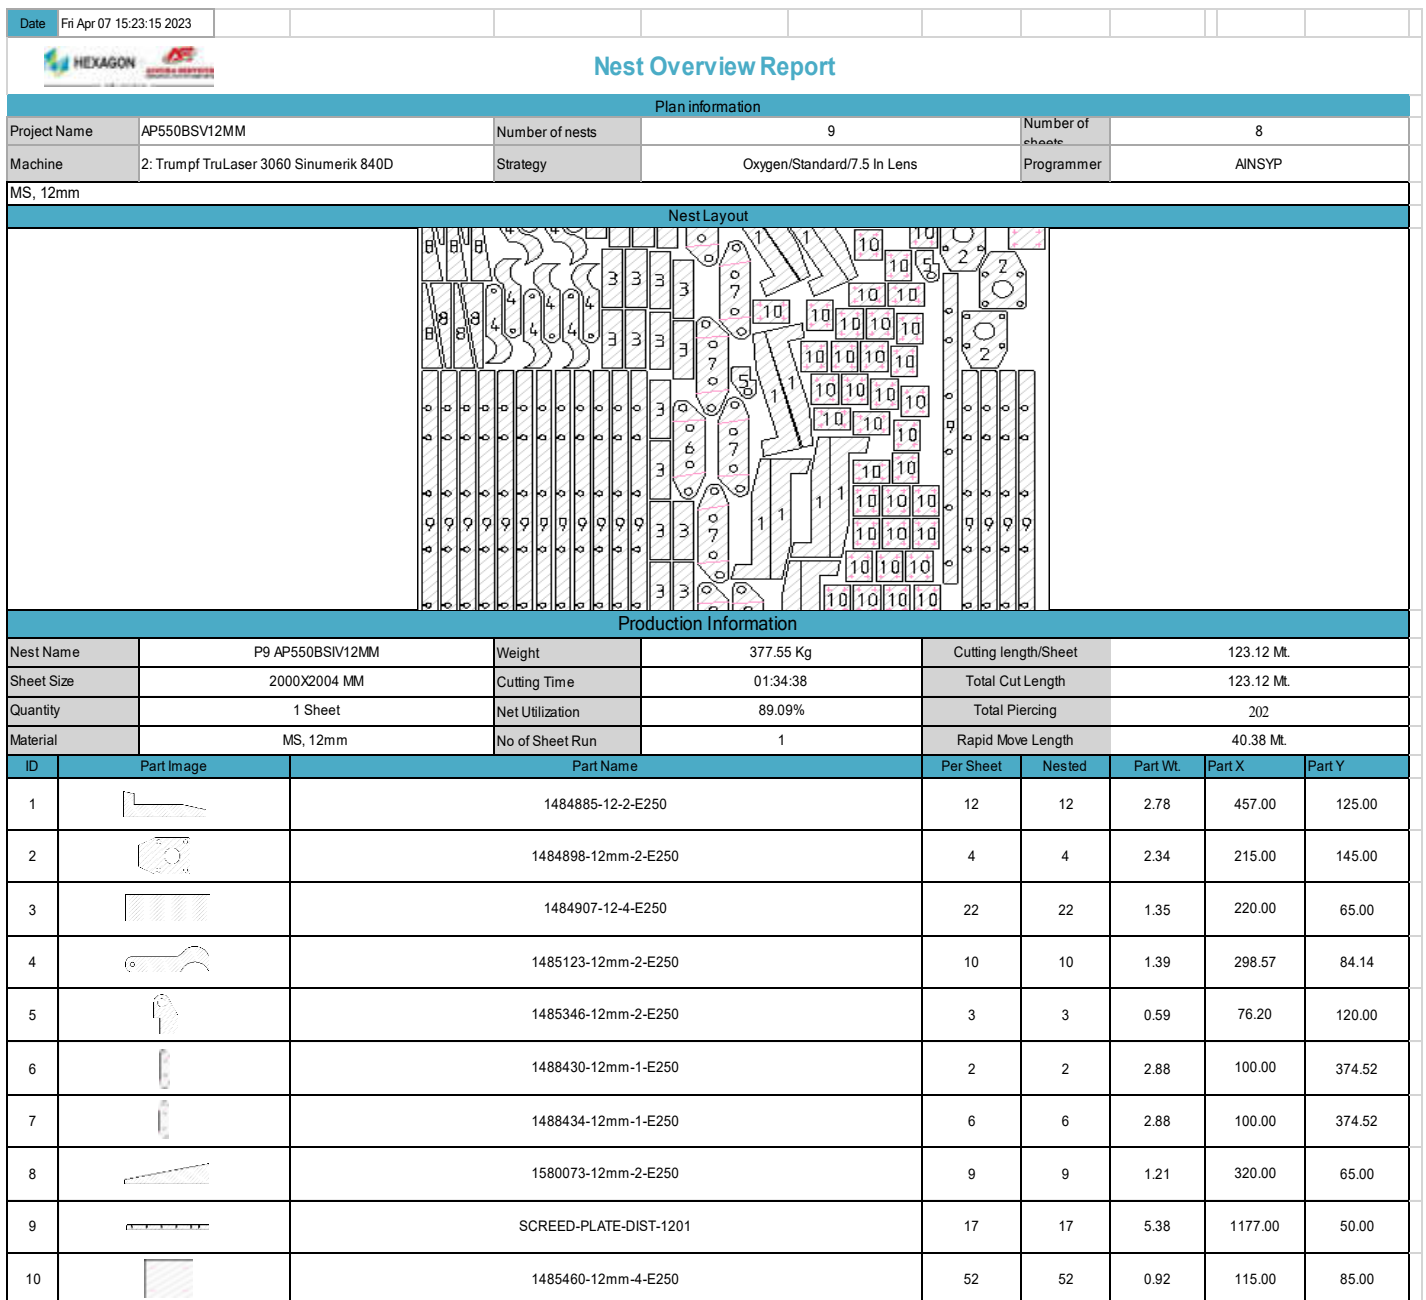 Date Fri Apr 07 15:23:15 2023
HEXAGON
Nest Overview Report
Plan information
Project Name AP550BSV12MM Number of nests 9 Number of sheets 8
Machine 2: Trumpf TruLaser 3060 Sinumerik 840D Strategy Oxygen/Standard/7.5 In Lens Programmer AINSYP
MS, 12mm
Nest Layout
Production Information
Nest Name P9 AP550BSIV12MM Weight 377.55 Kg Cutting length/Sheet 123.12 Mt.
Sheet Size 2000X2004 MM Cutting Time 01:34:38 Total Cut Length 123.12 Mt.
Quantity 1 Sheet Net Utilization 89.09% Total Piercing 202
Material MS, 12mm No of Sheet Run 1 Rapid Move Length 40.38 Mt.
ID Part Image Part Name Per Sheet Nested Part Wt. Part X Part Y
1 1484885-12-2-E250 12 12 2.78 457.00 125.00
2 1484898-12mm-2-E250 4 4 2.34 215.00 145.00
3 1484907-12-4-E250 22 22 1.35 220.00 65.00
4 1485123-12mm-2-E250 10 10 1.39 298.57 84.14
5 1485346-12mm-2-E250 3 3 0.59 76.20 120.00
6 1488430-12mm-1-E250 2 2 2.88 100.00 374.52
7 1488434-12mm-1-E250 6 6 2.88 100.00 374.52
8 1580073-12mm-2-E250 9 9 1.21 320.00 65.00
9 SCREED-PLATE-DIST-1201 17 17 5.38 1177.00 50.00
10 1485460-12mm-4-E250 52 52 0.92 115.00 85.00